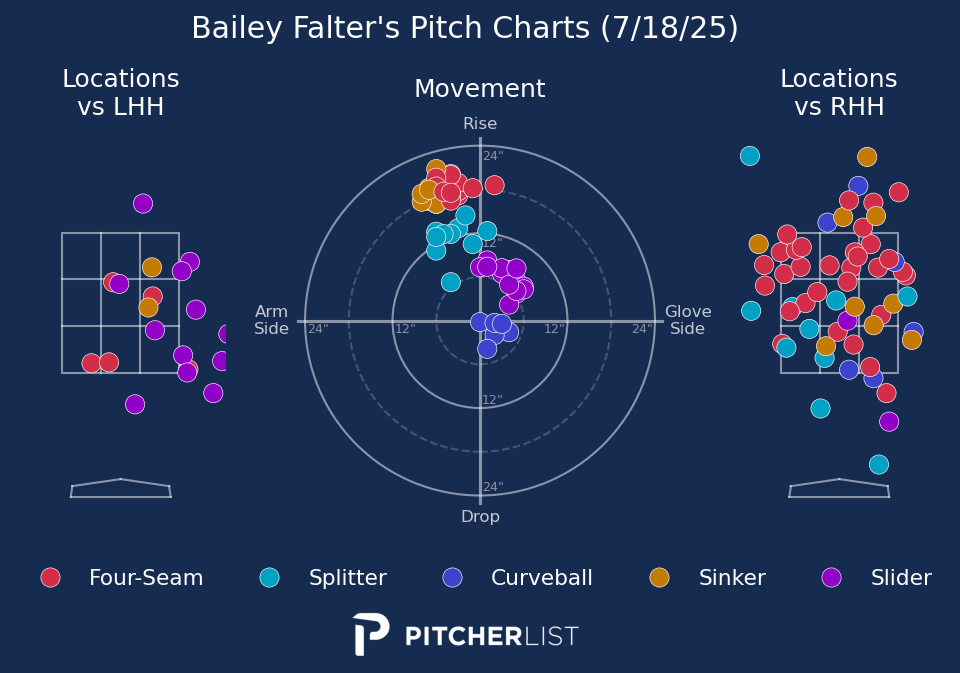 Bailey Falter's Pitch Charts (7/18/25)
Locations
vs LHH
Movement
Locations
vs RHH
Rise
24"
12"
Arm
Side
24"
12"
12"
24"
Glove
Side
12"
24"
Drop
Four-Seam
Splitter
Curveball
Sinker
Slider
PITCHERLIST